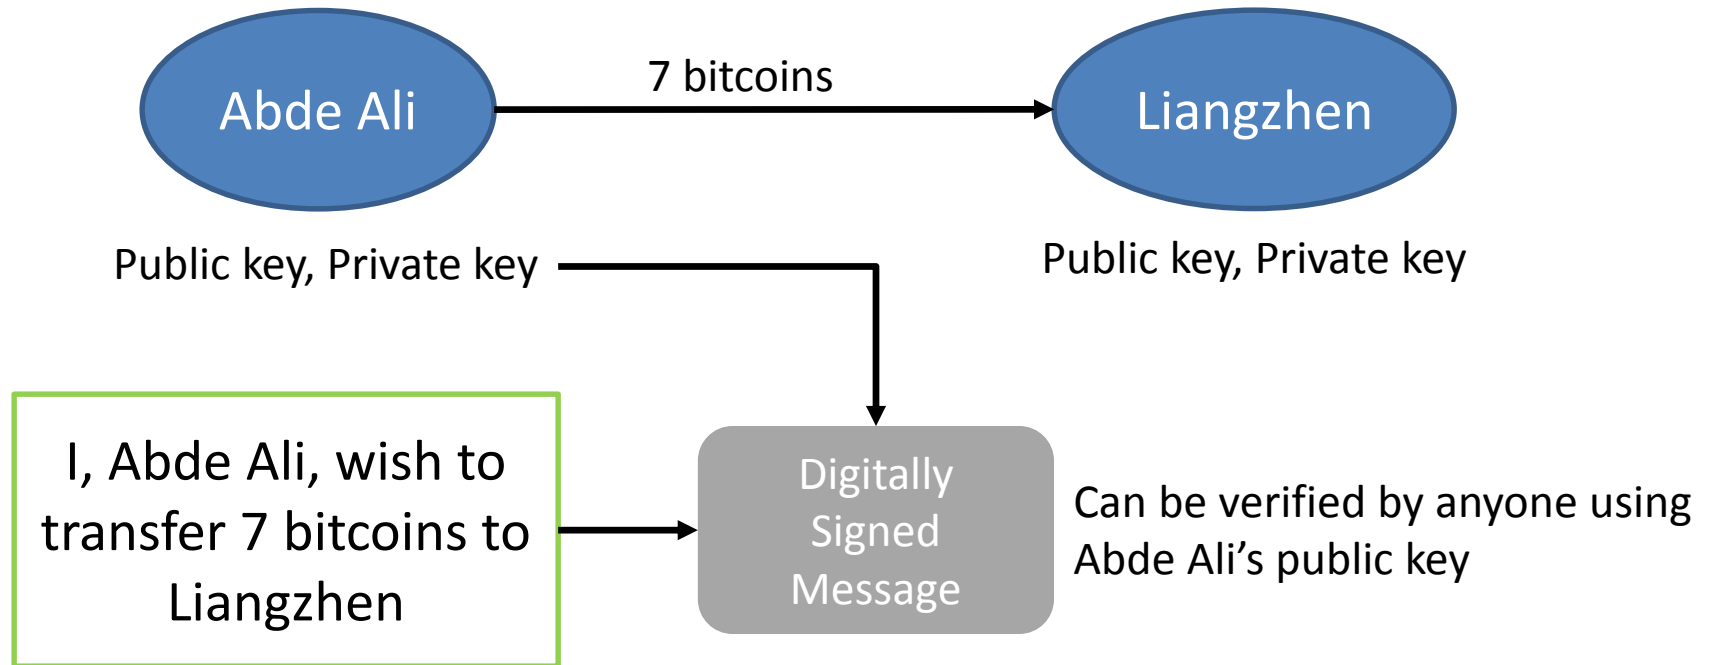 7 bitcoins
Abde Ali
Liangzhen
Public key, Private key
Public key, Private key
I, Abde Ali, wish to
transfer 7 bitcoins to
Liangzhen
Digitally
Signed
Message
Can be verified by anyone using
Abde Ali’s public key